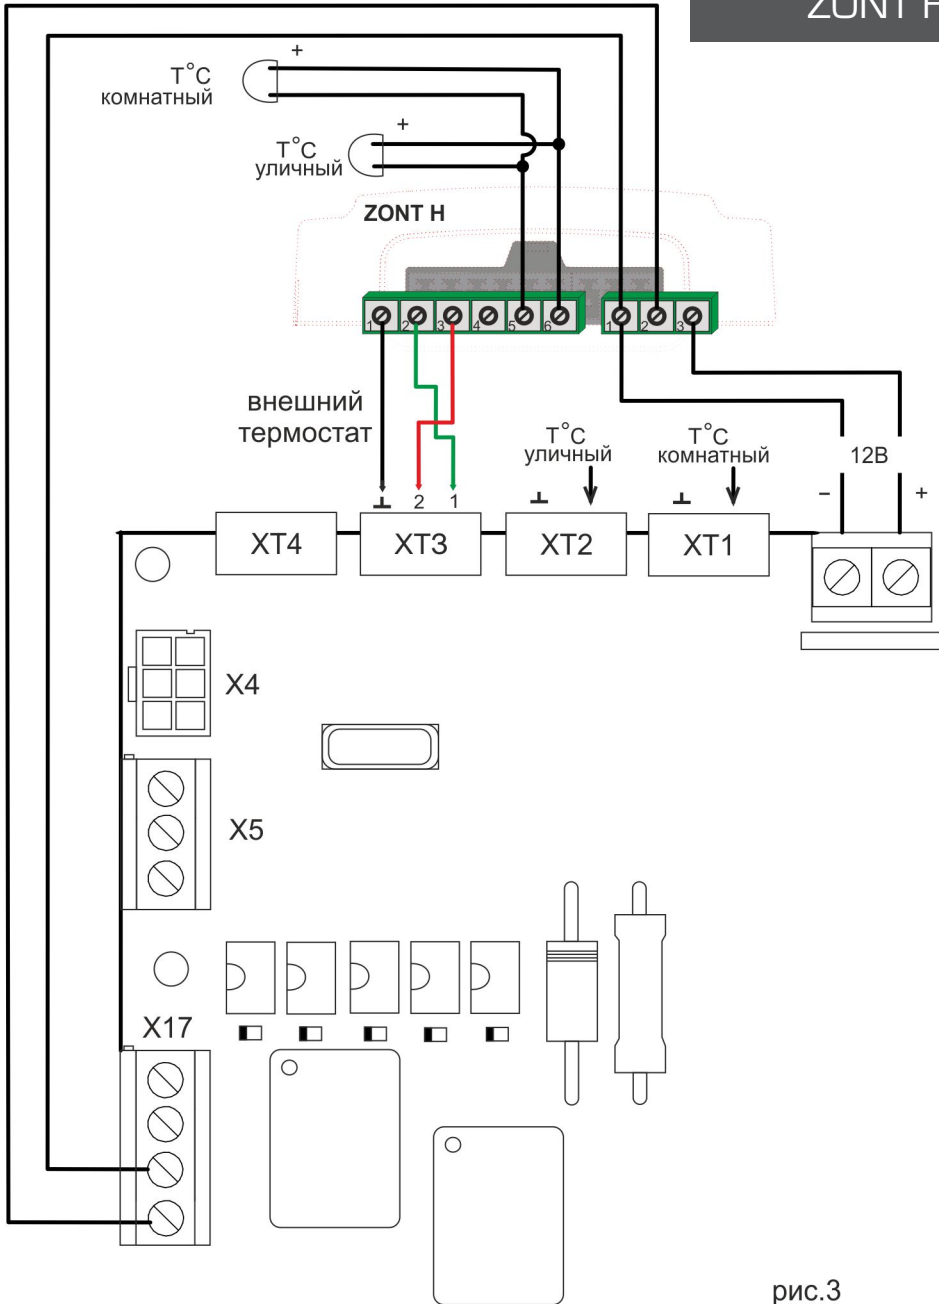 ZONT H
+
T°C
комнатный
+
T°C
уличный
ZONT H
1 2 3 4 5 6
1 2 3
внешний
термостат
T°C
уличный
T°C
комнатный
12В
– +
2 1
XT4
XT3
XT2
XT1
X4
X5
X17
рис.3